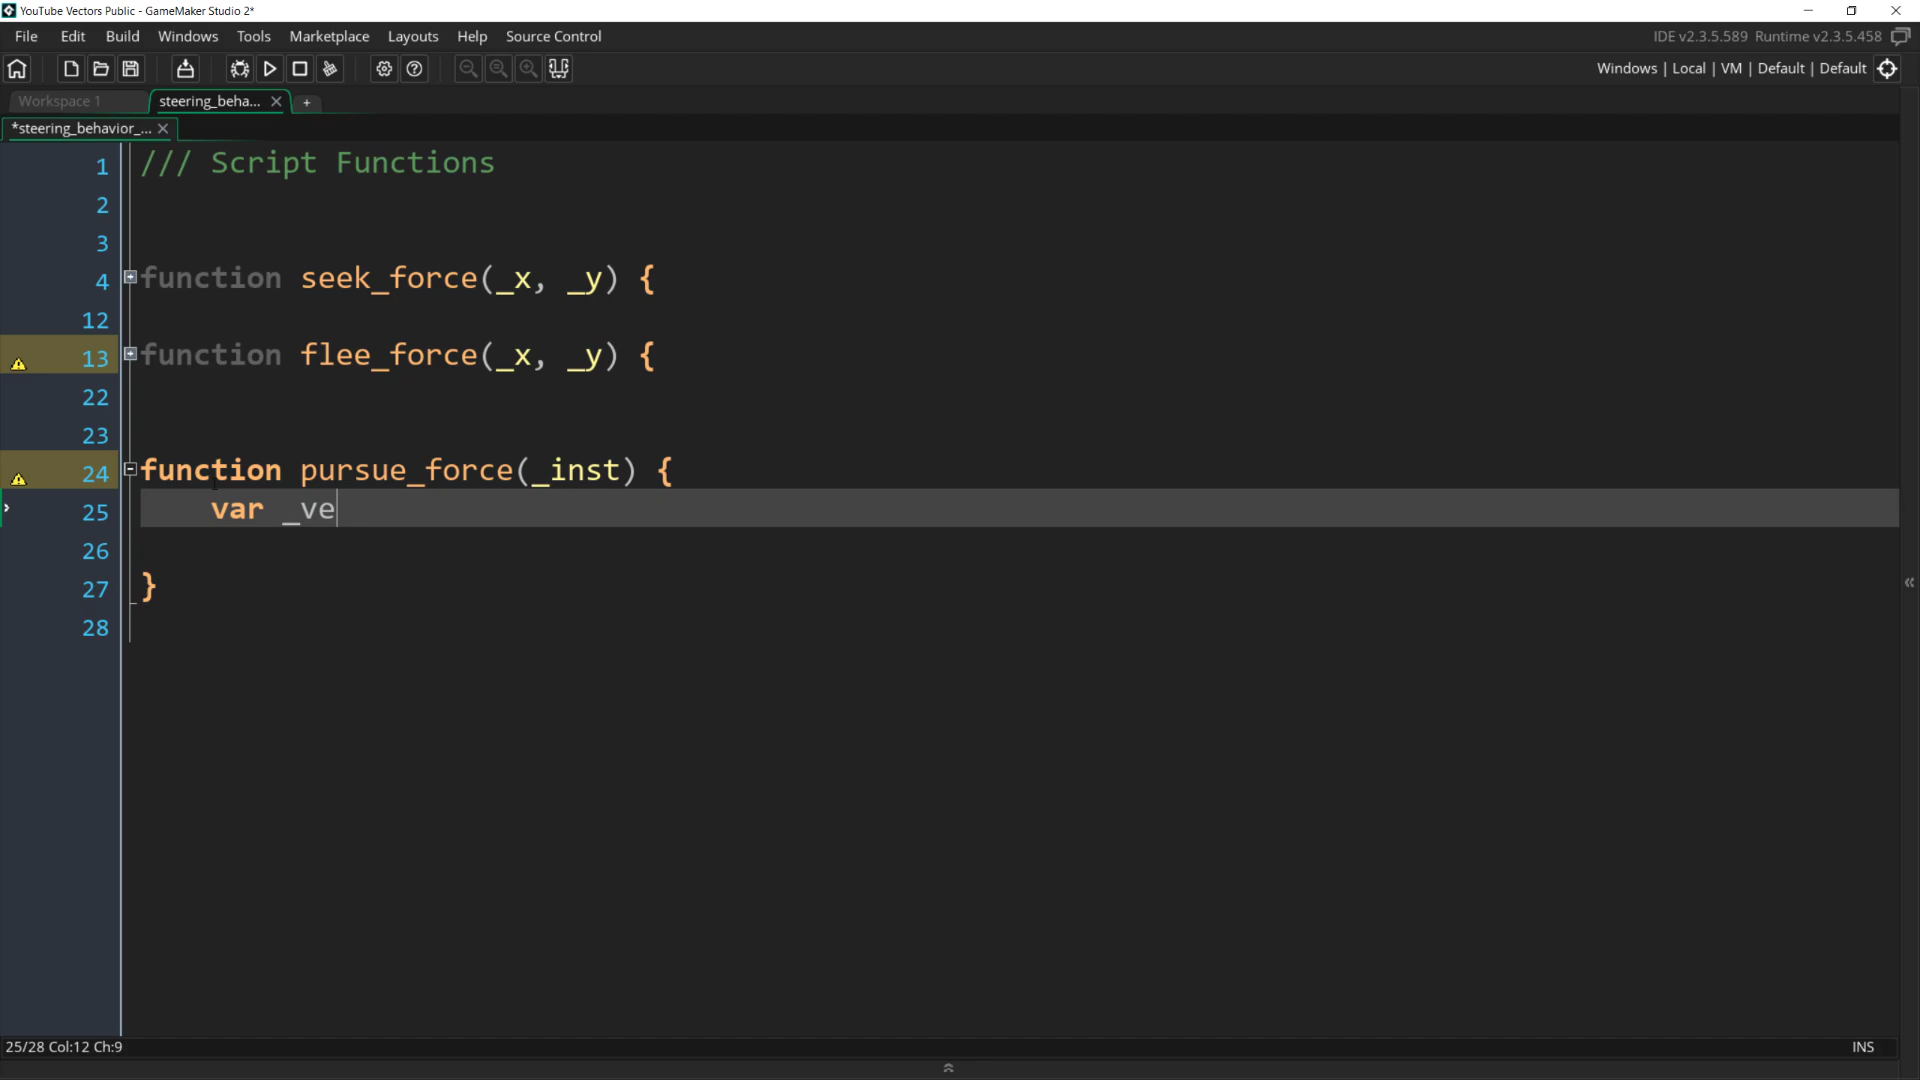 YouTube Vectors Public - GameMaker Studio 2*
File Edit Build Windows Tools Marketplace Layouts Help Source Control IDE v2.3.5.589 Runtime v2.3.5.458
Windows | Local | VM | Default | Default
Workspace 1 steering_beha... +
*steering_behavior_...
1 /// Script Functions
2
3
4 function seek_force(_x, _y) {
12
13 function flee_force(_x, _y) {
22
23
24 function pursue_force(_inst) {
25 var _ve
26
27 }
28
25/28 Col:12 Ch:9 INS